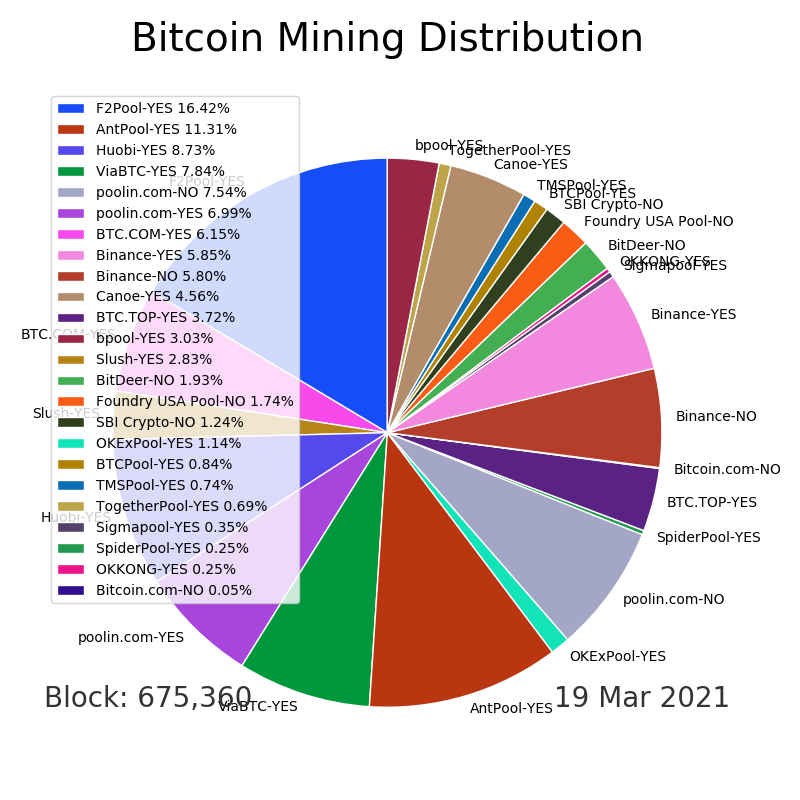 Bitcoin Mining Distribution
F2Pool-YES 16.42%
AntPool-YES 11.31%
Huobi-YES 8.73%
ViaBTC-YES 7.84%
poolin.com-NO 7.54%
poolin.com-YES 6.99%
BTC.COM-YES 6.15%
Binance-YES 5.85%
Binance-NO 5.80%
Canoe-YES 4.56%
BTC.TOP-YES 3.72%
bpool-YES 3.03%
Slush-YES 2.83%
BitDeer-NO 1.93%
Foundry USA Pool-NO 1.74%
SBI Crypto-NO 1.24%
OKExPool-YES 1.14%
BTCPool-YES 0.84%
TMSPool-YES 0.74%
TogetherPool-YES 0.69%
Sigmapool-YES 0.35%
SpiderPool-YES 0.25%
OKKONG-YES 0.25%
Bitcoin.com-NO 0.05%
bpool-YES
TogetherPool-YES
Canoe-YES
TMSPool-YES
BTCPool-YES
SBI Crypto-NO
Foundry USA Pool-NO
BitDeer-NO
OKKONG-YES
Sigmapool-YES
Binance-YES
Binance-NO
Bitcoin.com-NO
BTC.TOP-YES
SpiderPool-YES
poolin.com-NO
OKExPool-YES
AntPool-YES
ViaBTC-YES
poolin.com-YES
Huobi-YES
Slush-YES
BTC.COM-YES
F2Pool-YES
Block: 675,360
19 Mar 2021